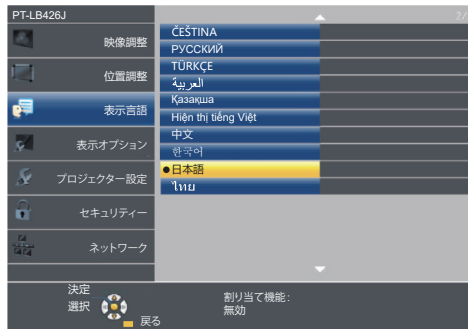 PT-LB426J
2/2
映像調整
位置調整
表示言語
表示オプション
プロジェクター設定
セキュリティー
ネットワーク
ČEŠTINA
РУССКИЙ
TÜRKÇE
العربية
Қазақша
Hiện thị tiếng Việt
中文
한국어
●日本語
ไทย
決定
選択
戻る
割り当て機能:
無効